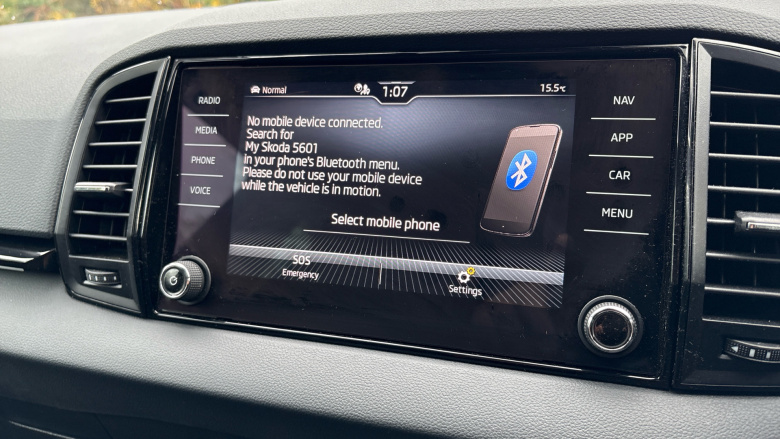 RADIO
MEDIA
PHONE
VOICE
Normal
1:07
15.5°C
No mobile device connected.
Search for
My Skoda 5601
in your phone's Bluetooth menu.
Please do not use your mobile device
while the vehicle is in motion.
Select mobile phone
SOS
Emergency
Settings
NAV
APP
CAR
MENU